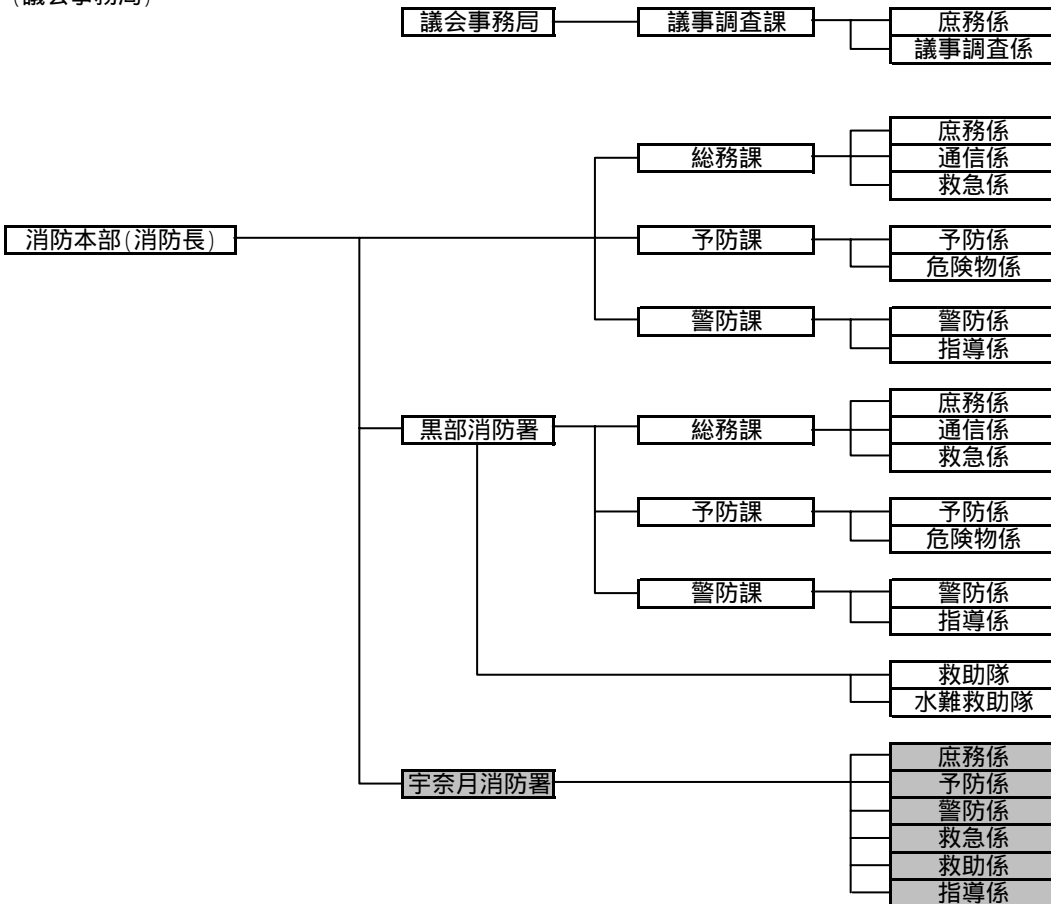 (議会事務局)
議会事務局 議事調査課 庶務係
議事調査係
庶務係
総務課 通信係
救急係
消防本部(消防長) 予防課 予防係
危険物係
警防課 警防係
指導係
庶務係
黒部消防署 総務課 通信係
救急係
予防課 予防係
危険物係
警防課 警防係
指導係
救助隊
水難救助隊
庶務係
宇奈月消防署 予防係
警防係
救急係
救助係
指導係